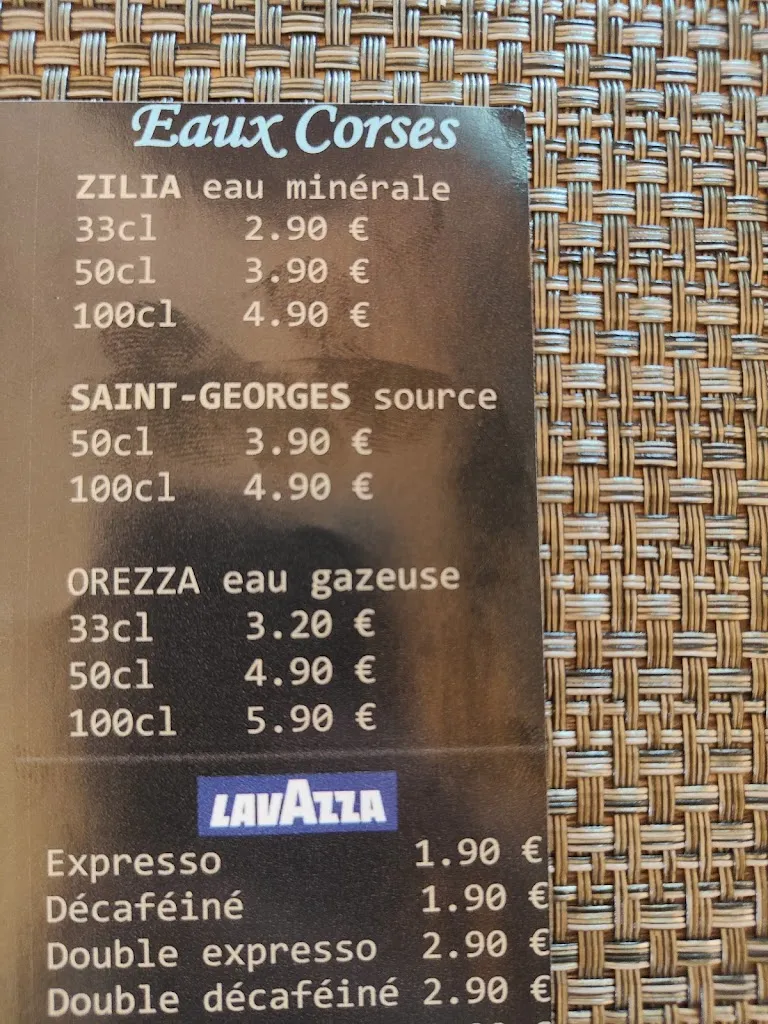 Eaux Corses
ZILIA eau minérale
33cl 2.90 €
50cl 3.90 €
100cl 4.90 €
SAINT-GEORGES source
50cl 3.90 €
100cl 4.90 €
OREZZA eau gazeuse
33cl 3.20 €
50cl 4.90 €
100cl 5.90 €
LAVAZZA
Expresso 1.90 €
Décaféiné 1.90 €
Double expresso 2.90 €
Double décaféiné 2.90 €